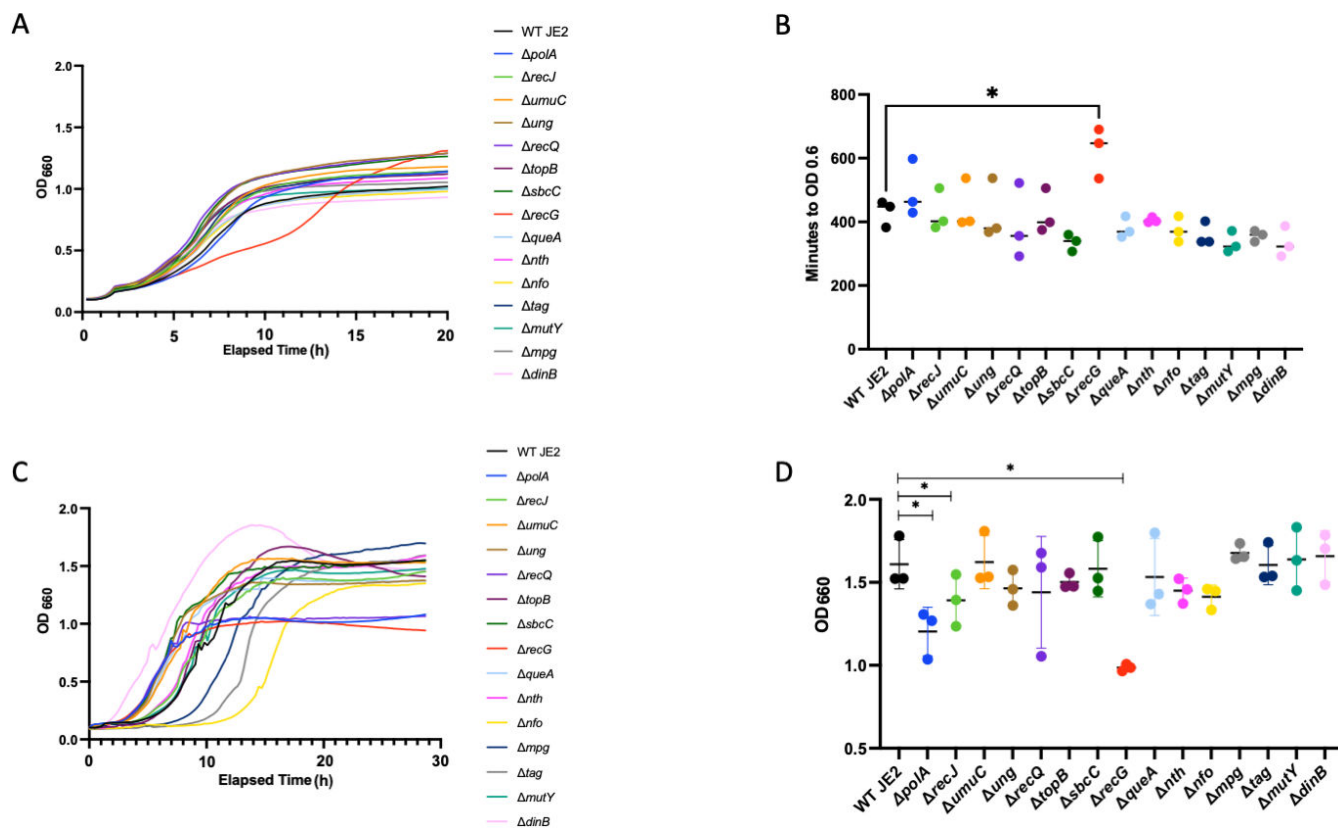 A
WT JE2
ΔpolA
ΔrecJ
ΔumuC
Δung
ΔrecQ
ΔtopB
ΔsbcC
ΔrecG
ΔqueA
Δnth
Δnfo
Δtag
ΔmutY
Δmpg
ΔdinB
OD660
2.0
1.5
1.0
0.5
0.0
0 5 10 15 20
Elapsed Time (h)
B
*
Minutes to OD 0.6
800
600
400
200
0
WT JE2 ΔpolA ΔrecJ ΔumuC Δung ΔrecQ ΔtopB ΔsbcC ΔrecG ΔqueA Δnth Δnfo Δtag ΔmutY Δmpg ΔdinB
C
WT JE2
ΔpolA
ΔrecJ
ΔumuC
Δung
ΔrecQ
ΔtopB
ΔsbcC
ΔrecG
ΔqueA
Δnth
Δnfo
Δmpg
Δtag
ΔmutY
ΔdinB
OD 660
2.0
1.5
1.0
0.5
0.0
0 10 20 30
Elapsed Time (h)
D
*
*
*
OD660
2.0
1.5
1.0
0.5
WT JE2 ΔpolA ΔrecJ ΔumuC Δung ΔrecQ ΔtopB ΔsbcC ΔrecG ΔqueA Δnth Δnfo Δmpg Δtag ΔmutY ΔdinB